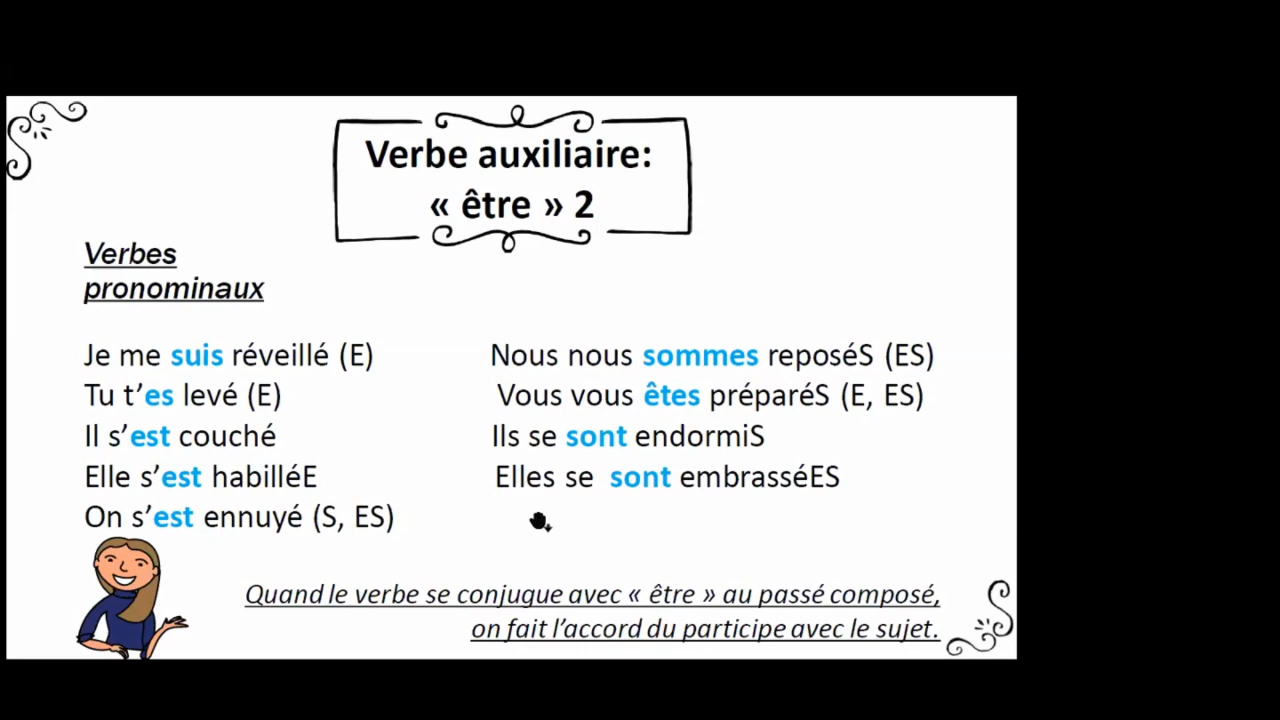 Verbe auxiliaire:
« être » 2
Verbes
pronominaux
Je me suis réveillé (E)
Tu t’es levé (E)
Il s’est couché
Elle s’est habilléE
On s’est ennuyé (S, ES)
Nous nous sommes reposéS (ES)
Vous vous êtes préparéS (E, ES)
Ils se sont endormiS
Elles se sont embrasséES
Quand le verbe se conjugue avec « être » au passé composé,
on fait l’accord du participe avec le sujet.